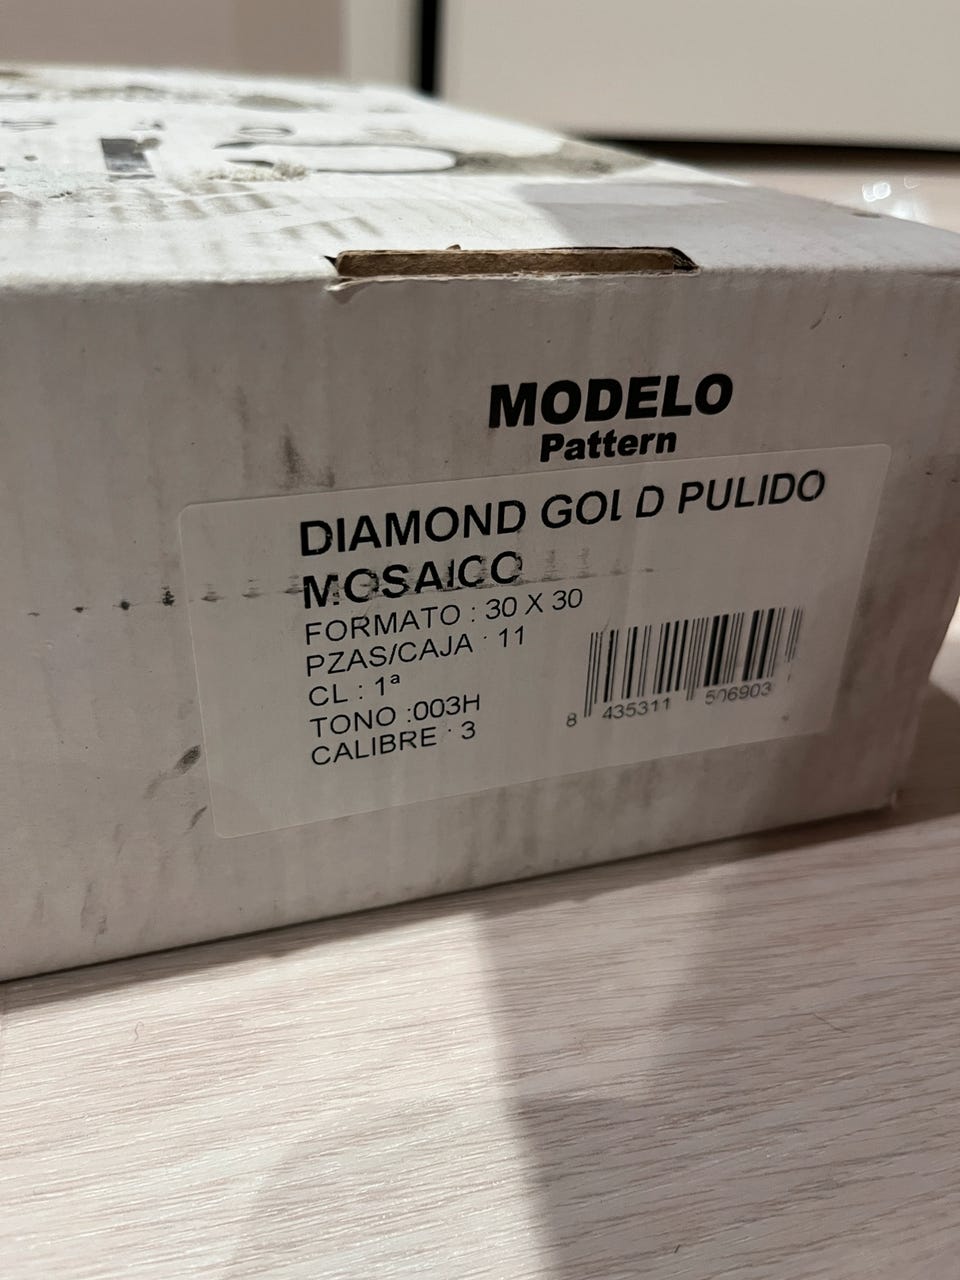 MODELO
Pattern
DIAMOND GOLD PULIDO
MOSAICO
FORMATO : 30 X 30
PZAS/CAJA : 11
CL : 1ª
TONO :003H
CALIBRE : 3
8 435311 506903